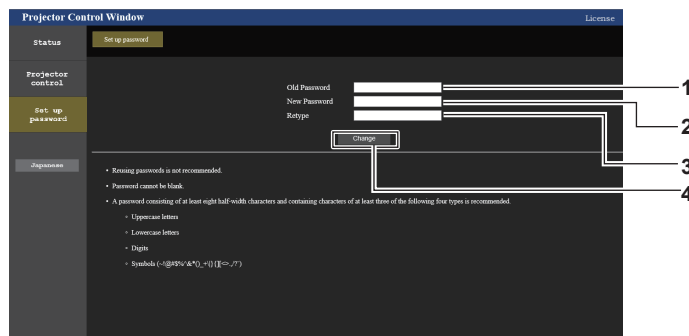 Projector Control Window
License
Status
Set up password
Projector
control
Set up
password
Japanese
Old Password
New Password
Retype
Change
1
2
3
4
• Reusing passwords is not recommended.
• Password cannot be blank.
• A password consisting of at least eight half-width characters and containing characters of at least three of the following four types is recommended.
◦ Uppercase letters
◦ Lowercase letters
◦ Digits
◦ Symbols (~!@#$%^&*()_+\|}{][<>.,/?`)